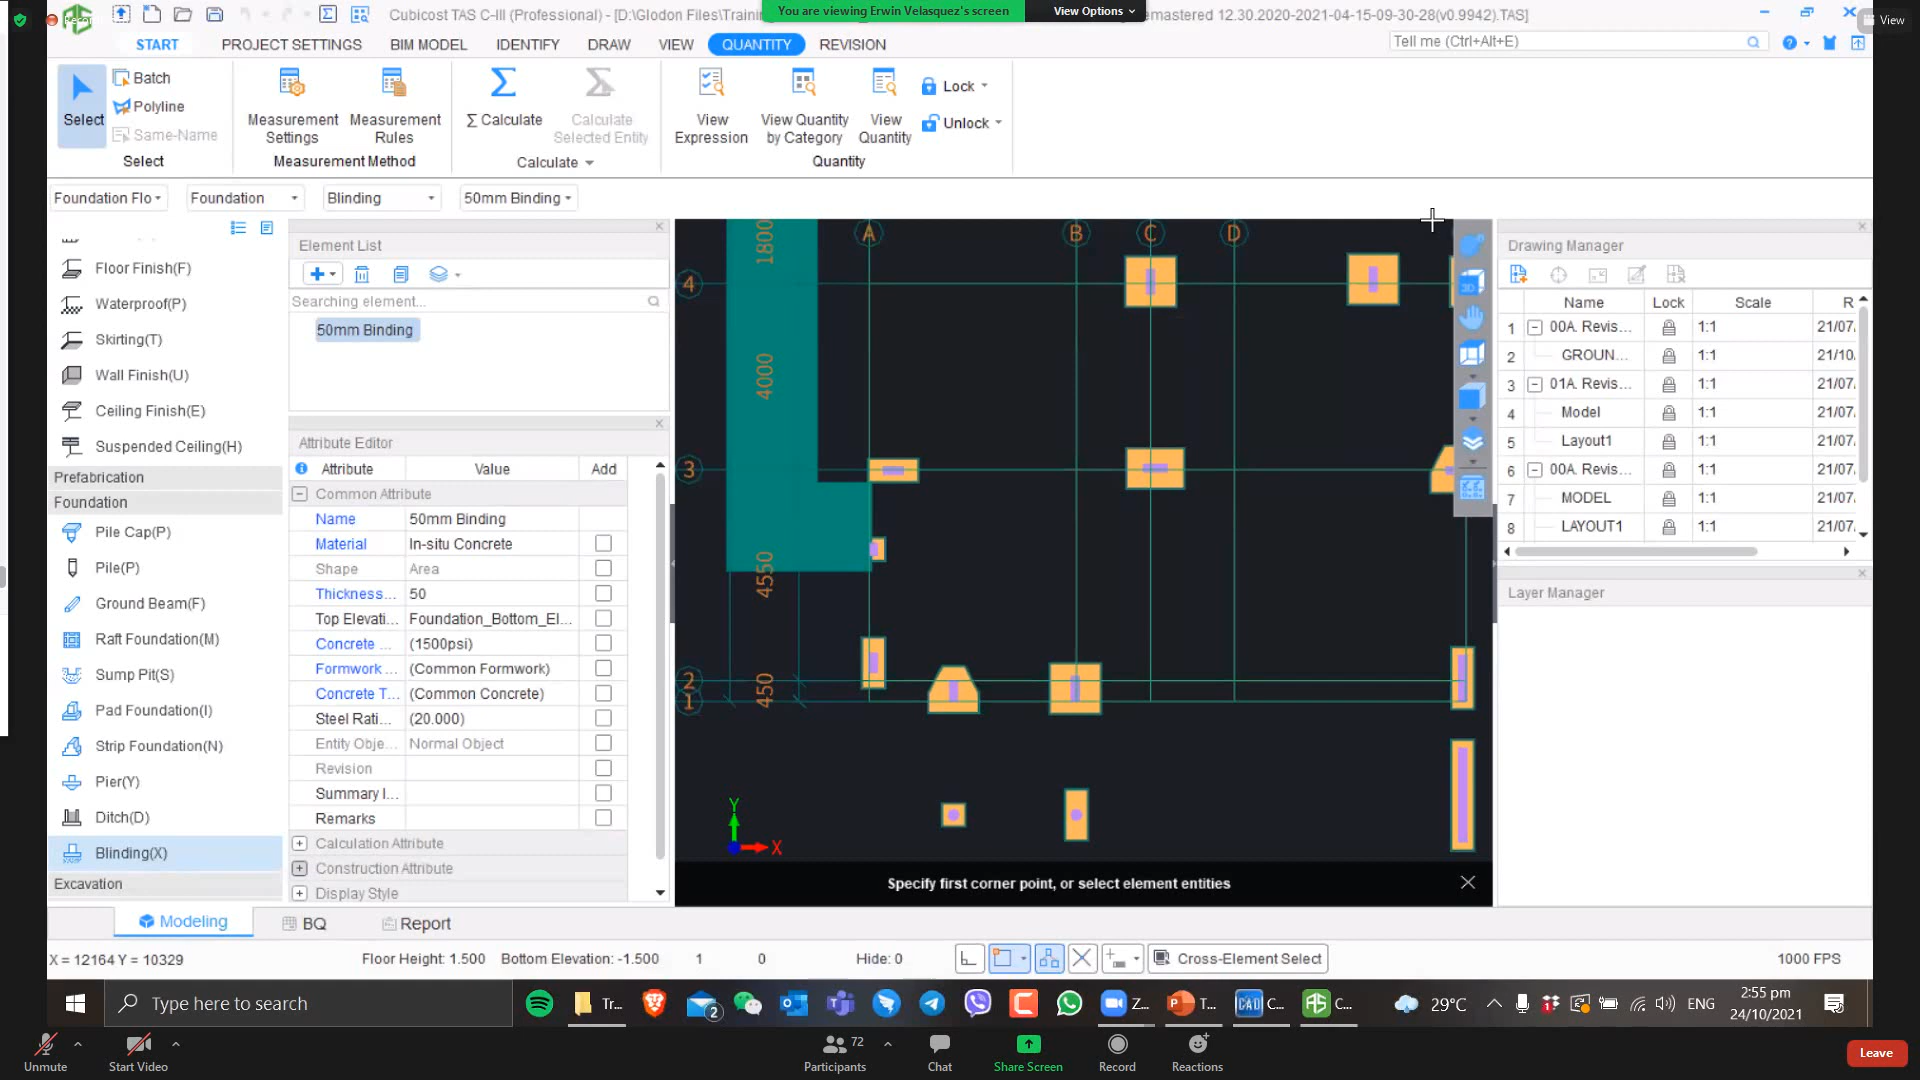 Cubicost TAS C-III (Professional) - [D:\Glodon Files\Trainin
You are viewing Erwin Velasquez's screen
View Options
emastered 12.30.2020-2021-04-15-09-30-28(v0.9942).TAS]
View
START
PROJECT SETTINGS
BIM MODEL
IDENTIFY
DRAW
VIEW
QUANTITY
REVISION
Tell me (Ctrl+Alt+E)
Select
Batch
Polyline
Same-Name
Select
Measurement Settings
Measurement Rules
Measurement Method
Σ Calculate
Calculate Selected Entity
Calculate
View Expression
View Quantity by Category
View Quantity
Lock
Unlock
Quantity
Foundation Flo
Foundation
Blinding
50mm Binding
Floor Finish(F)
Waterproof(P)
Skirting(T)
Wall Finish(U)
Ceiling Finish(E)
Suspended Ceiling(H)
Prefabrication
Foundation
Pile Cap(P)
Pile(P)
Ground Beam(F)
Raft Foundation(M)
Sump Pit(S)
Pad Foundation(I)
Strip Foundation(N)
Pier(Y)
Ditch(D)
Blinding(X)
Excavation
Element List
Searching element...
50mm Binding
Attribute Editor
Attribute Value Add
Common Attribute
Name 50mm Binding
Material In-situ Concrete
Shape Area
Thickness... 50
Top Elevati... Foundation_Bottom_El...
Concrete ... (1500psi)
Formwork ... (Common Formwork)
Concrete T... (Common Concrete)
Steel Rati... (20.000)
Entity Obje... Normal Object
Revision
Summary I...
Remarks
Calculation Attribute
Construction Attribute
Display Style
A B C D
4
3
2
1
1800
4000
4550
450
Y
X
3D
Specify first corner point, or select element entities
Drawing Manager
Name Lock Scale R
1 00A. Revis... 1:1 21/07/
2 GROUN... 1:1 21/10/
3 01A. Revis... 1:1 21/07/
4 Model 1:1 21/07/
5 Layout1 1:1 21/07/
6 00A. Revis... 1:1 21/07/
7 MODEL 1:1 21/07/
8 LAYOUT1 1:1 21/07/
Layer Manager
Modeling
BQ
Report
X = 12164 Y = 10329
Floor Height: 1.500
Bottom Elevation: -1.500
1
0
Hide: 0
Cross-Element Select
1000 FPS
Type here to search
Tr...
2
Z...
T...
CAD
C...
C...
29°C
ENG
2:55 pm
24/10/2021
Unmute
Start Video
72
Participants
Chat
Share Screen
Record
Reactions
Leave